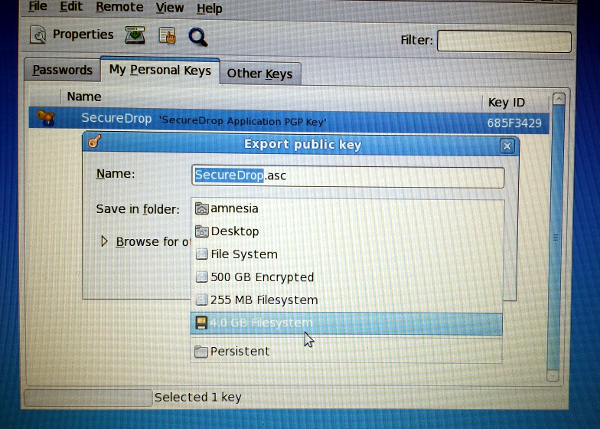 File Edit Remote View Help
Properties Filter:
Passwords My Personal Keys Other Keys
Name Key ID
SecureDrop 'SecureDrop Application PGP Key' 685F3429
Export public key
Name: SecureDrop.asc
Save in folder: amnesia
Desktop
Browse for o
File System
500 GB Encrypted
255 MB Filesystem
4.0 GB Filesystem
Persistent
Selected 1 key